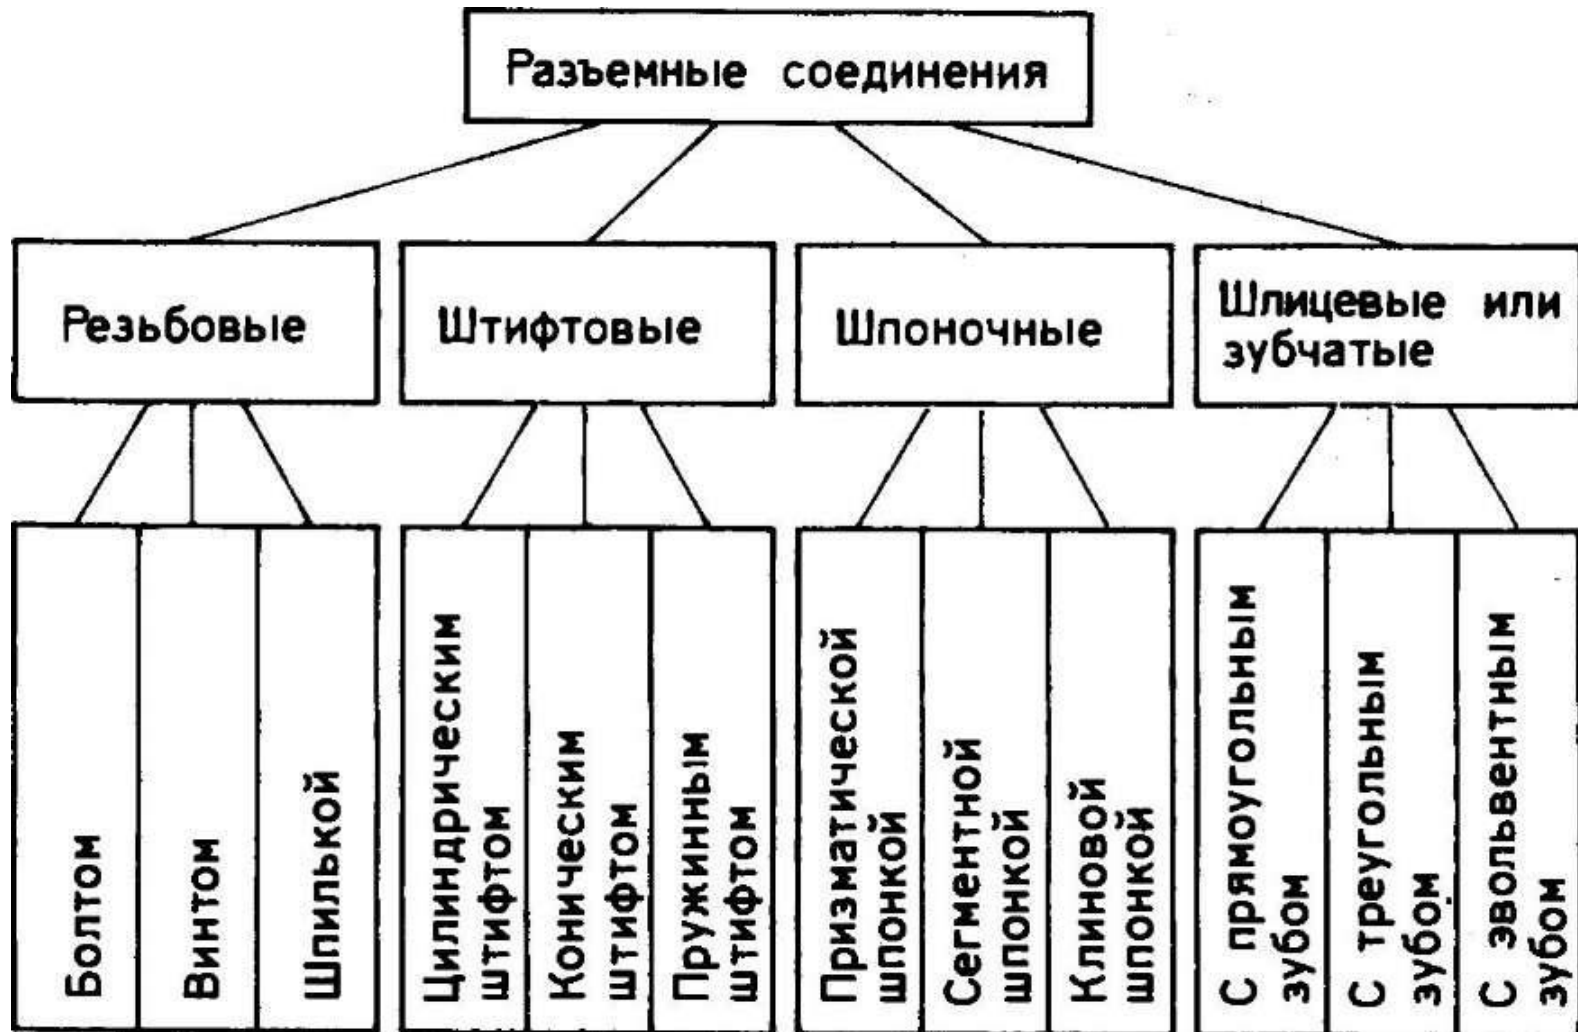 Разъемные соединения
Резьбовые
Штифтовые
Шпоночные
Шлицевые или
зубчатые
Болтом
Винтом
Шпилькой
Цилиндрическим
штифтом
Коническим
штифтом
Пружинным
штифтом
Призматической
шпонкой
Сегментной
шпонкой
Клиновой
шпонкой
С прямоугольным
зубом
С треугольным
зубом
С эвольвентным
зубом